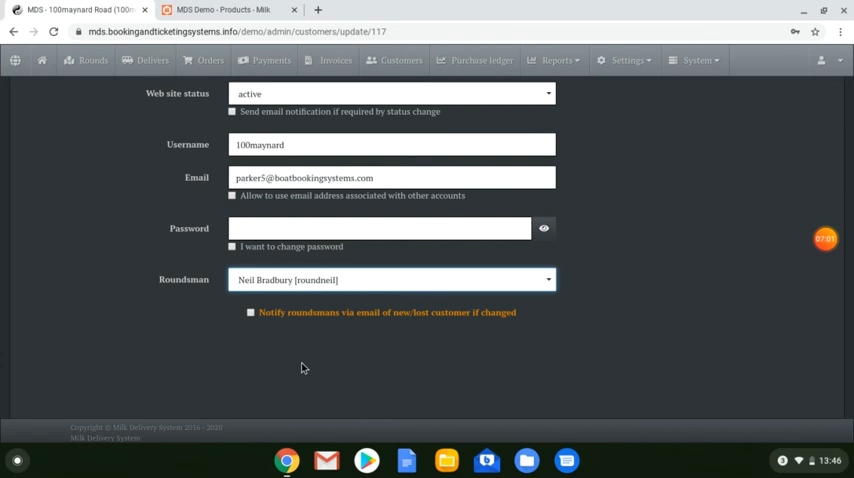 MDS - 100maynard Road (100m
MDS Demo - Products - Milk
mds.bookingandticketingsystems.info/demo/admin/customers/update/117
Rounds
Delivers
Orders
Payments
Invoices
Customers
Purchase ledger
Reports
Settings
System
Web site status
active
Send email notification if required by status change
Username
100maynard
Email
parker5@boatbookingsystems.com
Allow to use email address associated with other accounts
Password
I want to change password
07:01
Roundsman
Neil Bradbury [roundneil]
Notify roundsmans via email of new/lost customer if changed
Copyright © Milk Delivery System 2016 - 2020
Milk Delivery System
3
13:46